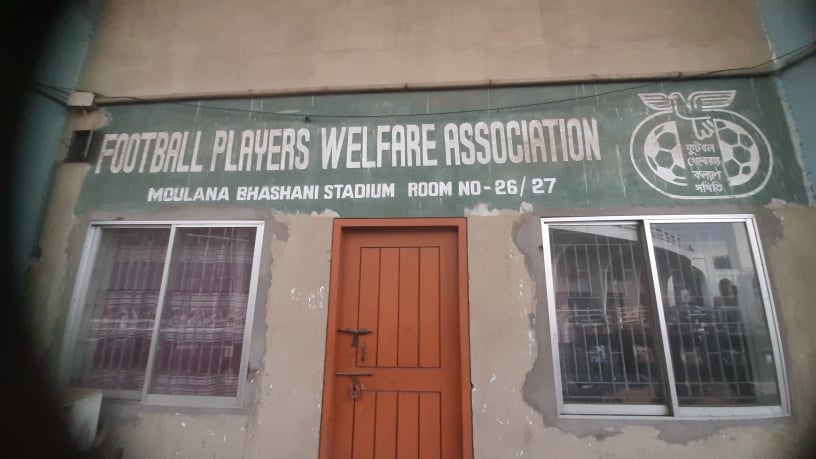 FOOTBALL PLAYERS WELFARE ASSOCIATION
MOULANA BHASHANI STADIUM ROOM NO-26/27
ফুটবল
খেলোয়াড়
কল্যাণ
সমিতি